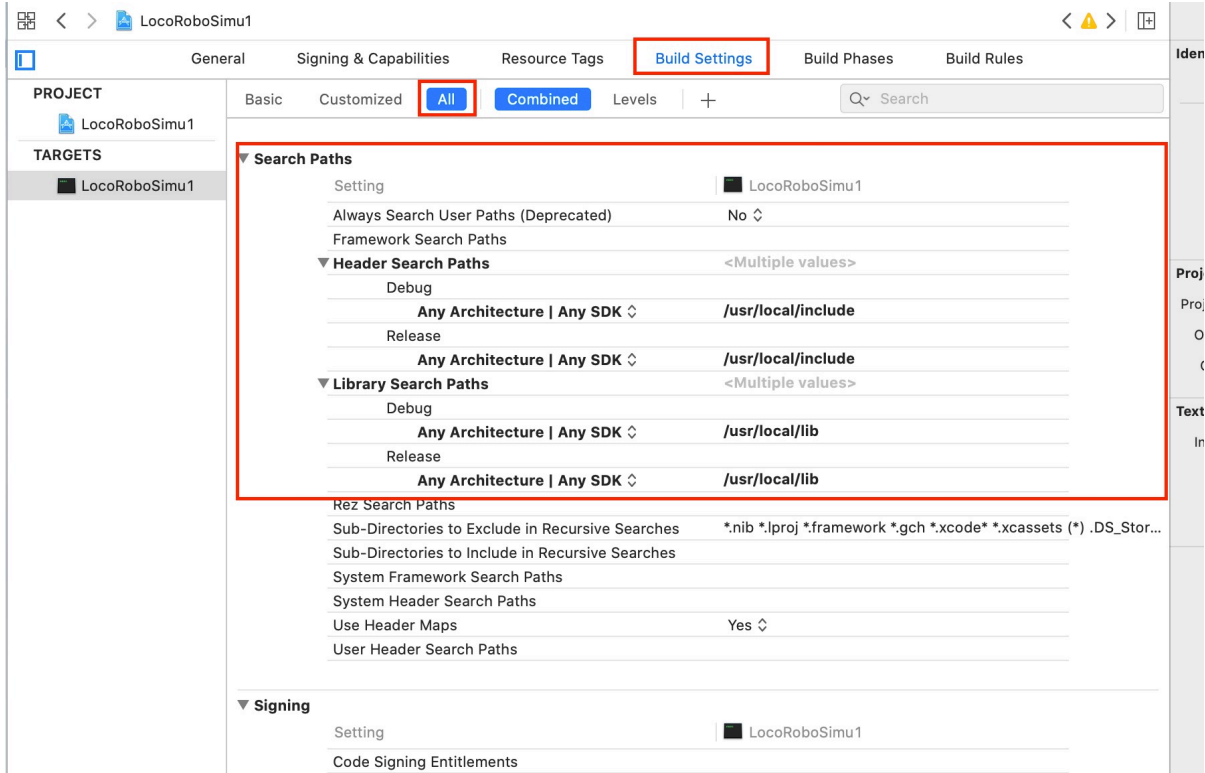 LocoRoboSimu1
General Signing & Capabilities Resource Tags Build Settings Build Phases Build Rules
PROJECT
LocoRoboSimu1
TARGETS
LocoRoboSimu1
Basic Customized All Combined Levels + Search
Search Paths
Setting LocoRoboSimu1
Always Search User Paths (Deprecated) No
Framework Search Paths
Header Search Paths <Multiple values>
Debug
Any Architecture | Any SDK /usr/local/include
Release
Any Architecture | Any SDK /usr/local/include
Library Search Paths <Multiple values>
Debug
Any Architecture | Any SDK /usr/local/lib
Release
Any Architecture | Any SDK /usr/local/lib
Rez Search Paths
Sub-Directories to Exclude in Recursive Searches *.nib *.lproj *.framework *.gch *.xcode* *.xcassets (*) .DS_Stor...
Sub-Directories to Include in Recursive Searches
System Framework Search Paths
System Header Search Paths
Use Header Maps Yes
User Header Search Paths
Signing
Setting LocoRoboSimu1
Code Signing Entitlements
Iden
Proj
Proj
O
Text
In